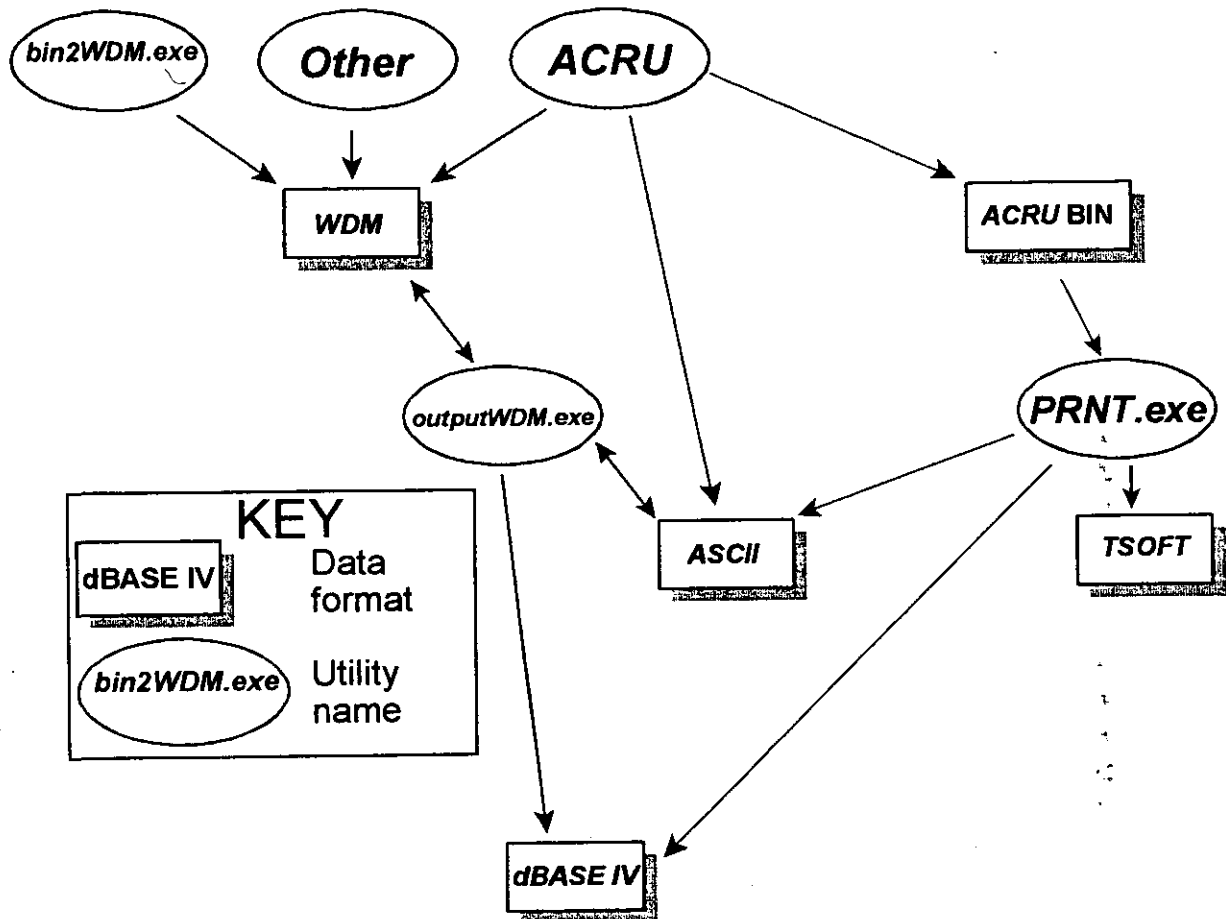 bin2WDM.exe
Other
ACRU
WDM
ACRU BIN
outputWDM.exe
PRNT.exe
ASCII
TSOFT
KEY
dBASE IV
Data
format
bin2WDM.exe
Utility
name
dBASE IV